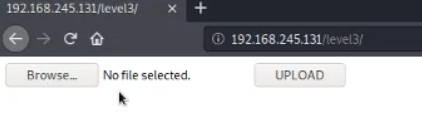 192.168.245.131/level3/
192.168.245.131/level3/
Browse... No file selected. UPLOAD